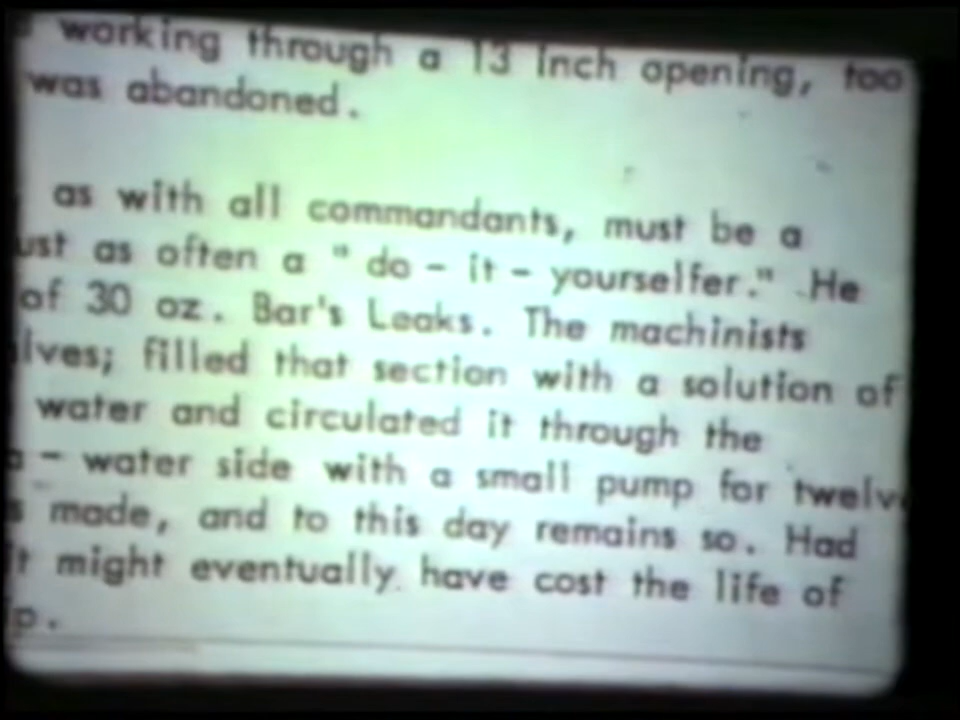 working through a 13 inch opening, too
was abandoned.
as with all commandants, must be a
ust as often a " do - it - yourselfer." He
of 30 oz. Bar's Leaks. The machinists
lves; filled that section with a solution of
water and circulated it through the
- water side with a small pump for twelv
s made, and to this day remains so. Had
it might eventually have cost the life of
p.